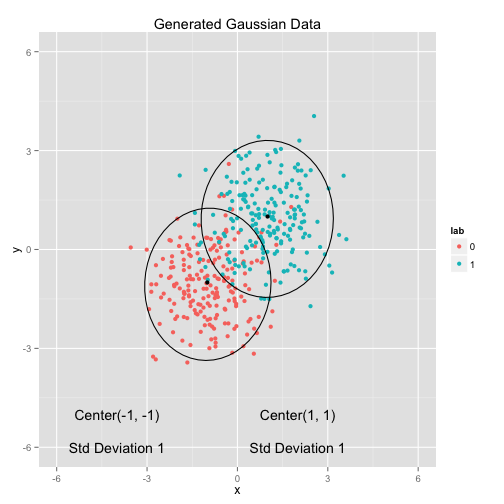 Generated Gaussian Data
6
3
0
-3
-6
y
Center(-1, -1)
Center(1, 1)
Std Deviation 1
Std Deviation 1
-6
-3
0
3
6
x
lab
0
1